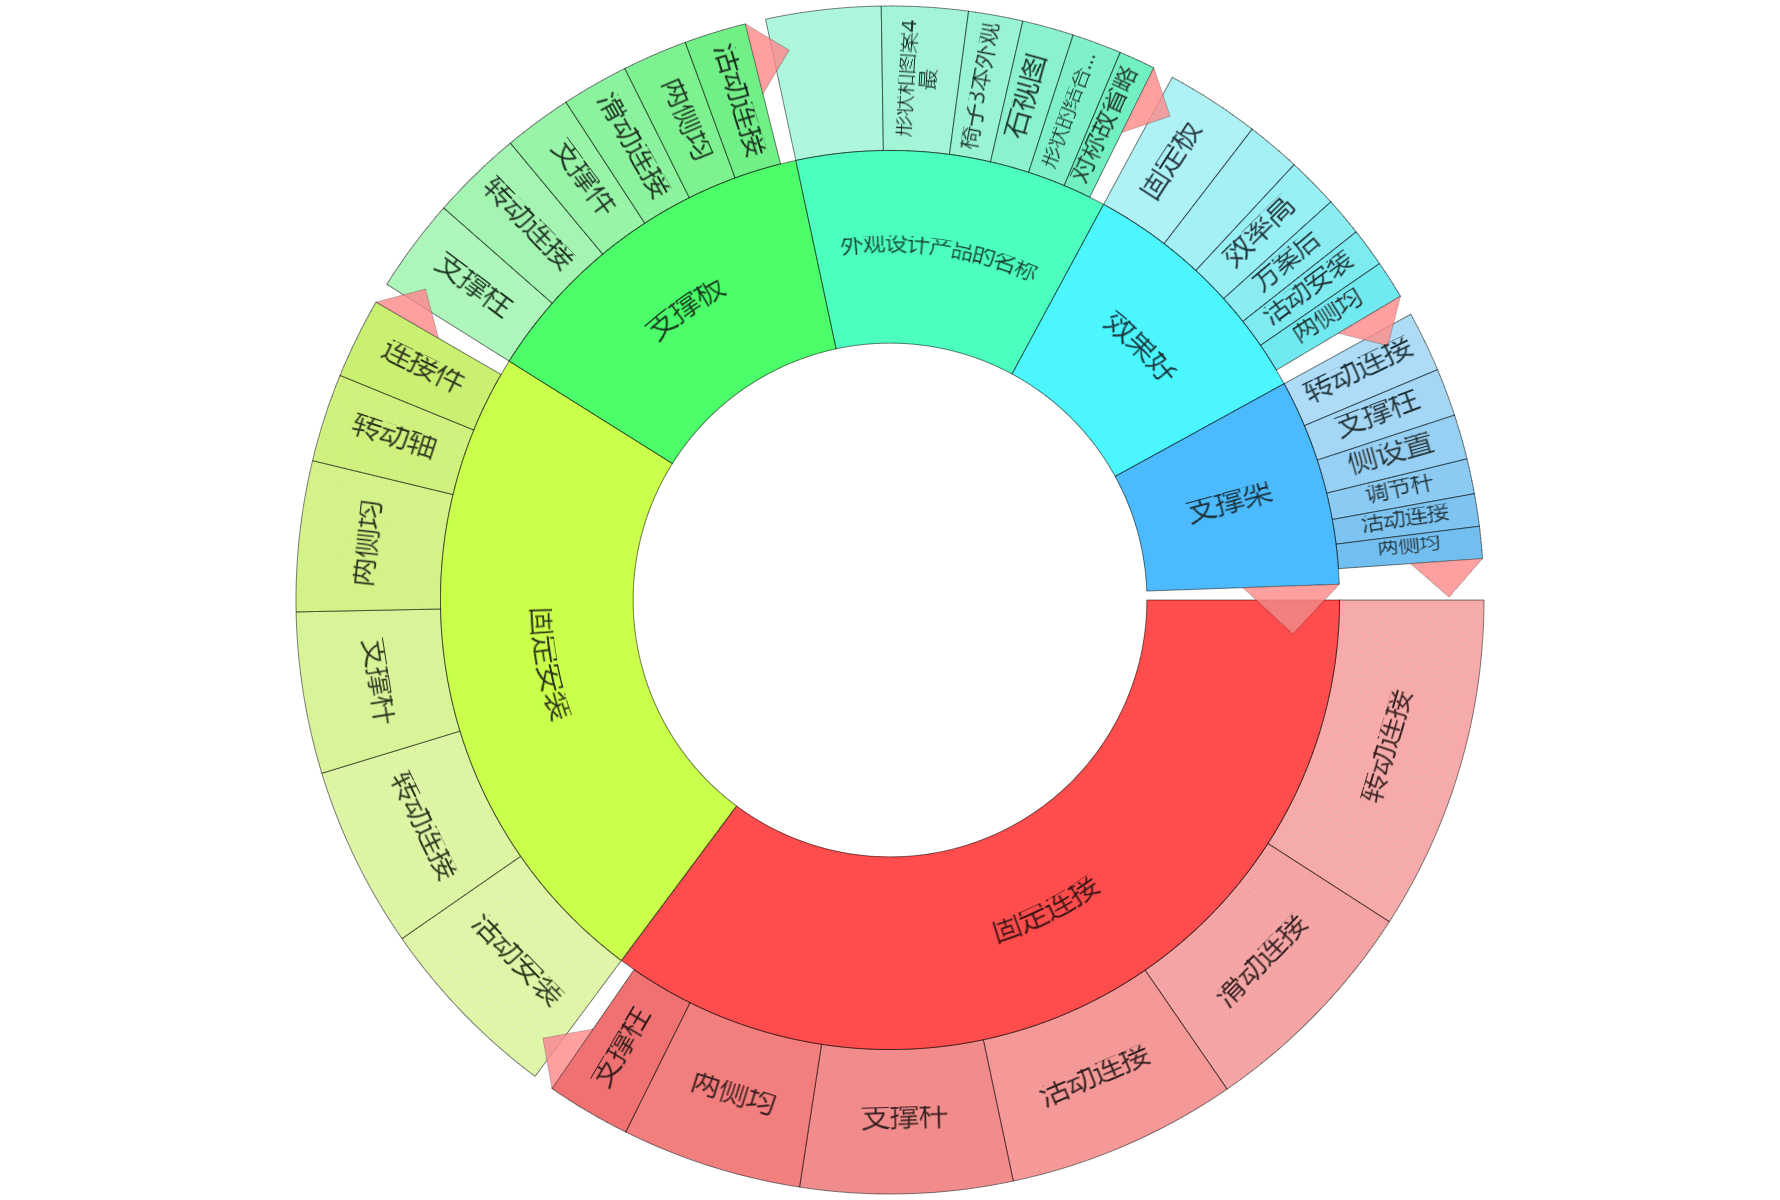 固定连接
转动连接
滑动连接
活动连接
支撑杆
两侧均
支撑柱
固定安装
活动安装
转动连接
支撑杆
两侧均
转动轴
连接件
支撑板
支撑柱
转动连接
支撑件
滑动连接
两侧均
活动连接
外观设计产品的名称
形状和图案4
最
椅子3本外观
右视图
形状的结合...
对称故省略
效果好
固定板
效率高
方案后
活动安装
两侧均
支撑架
转动连接
支撑柱
侧设置
调节杆
活动连接
两侧均